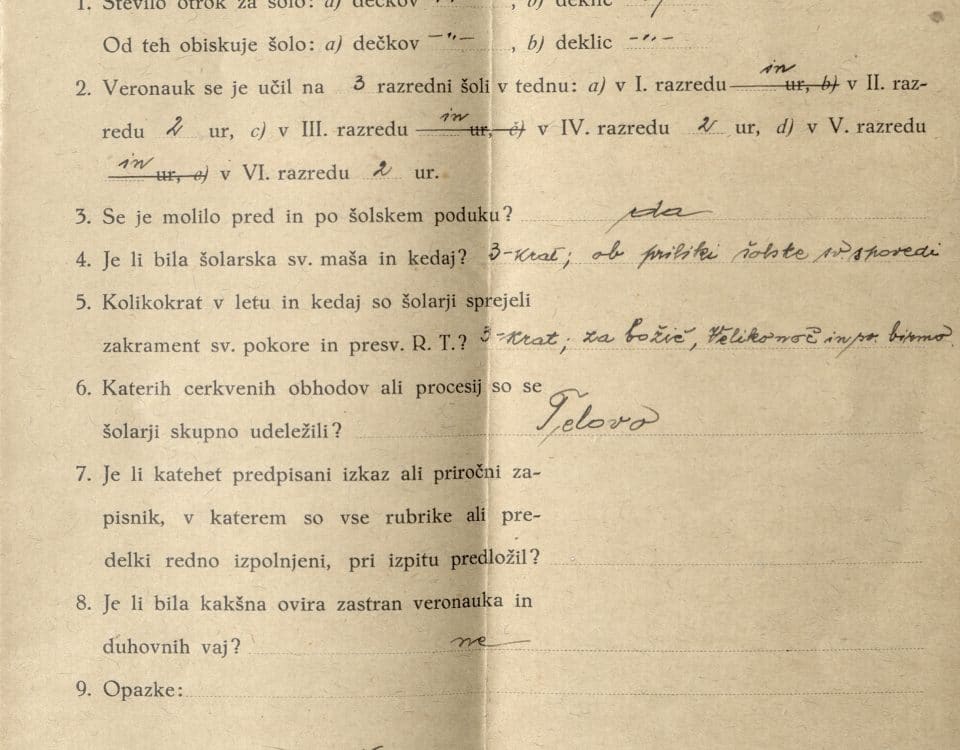 1. Število otrok za šolo: a) dečkov , b) deklic
Od teh obiskuje šolo: a) dečkov —"— , b) deklic —"—
2. Veronauk se je učil na 3 razredni šoli v tednu: a) v I. razredu in ur, b) v II. raz-
redu 2 ur, c) v III. razredu in ur, č) v IV. razredu 2 ur, d) v V. razredu
in ur, e) v VI. razredu 2 ur.
3. Se je molilo pred in po šolskem poduku? da
4. Je li bila šolarska sv. maša in kedaj? 3-krat; ob priliki šolske sv. spovedi
5. Kolikokrat v letu in kedaj so šolarji sprejeli
zakrament sv. pokore in presv. R. T.? 3-krat; za božič, Velikonoč in sv. birmo.
6. Katerih cerkvenih obhodov ali procesij so se
šolarji skupno udeležili? Telovo
7. Je li katehet predpisani izkaz ali priročni za-
pisnik, v katerem so vse rubrike ali pre-
delki redno izpolnjeni, pri izpitu predložil?
8. Je li bila kakšna ovira zastran veronauka in
duhovnih vaj? ne
9. Opazke: